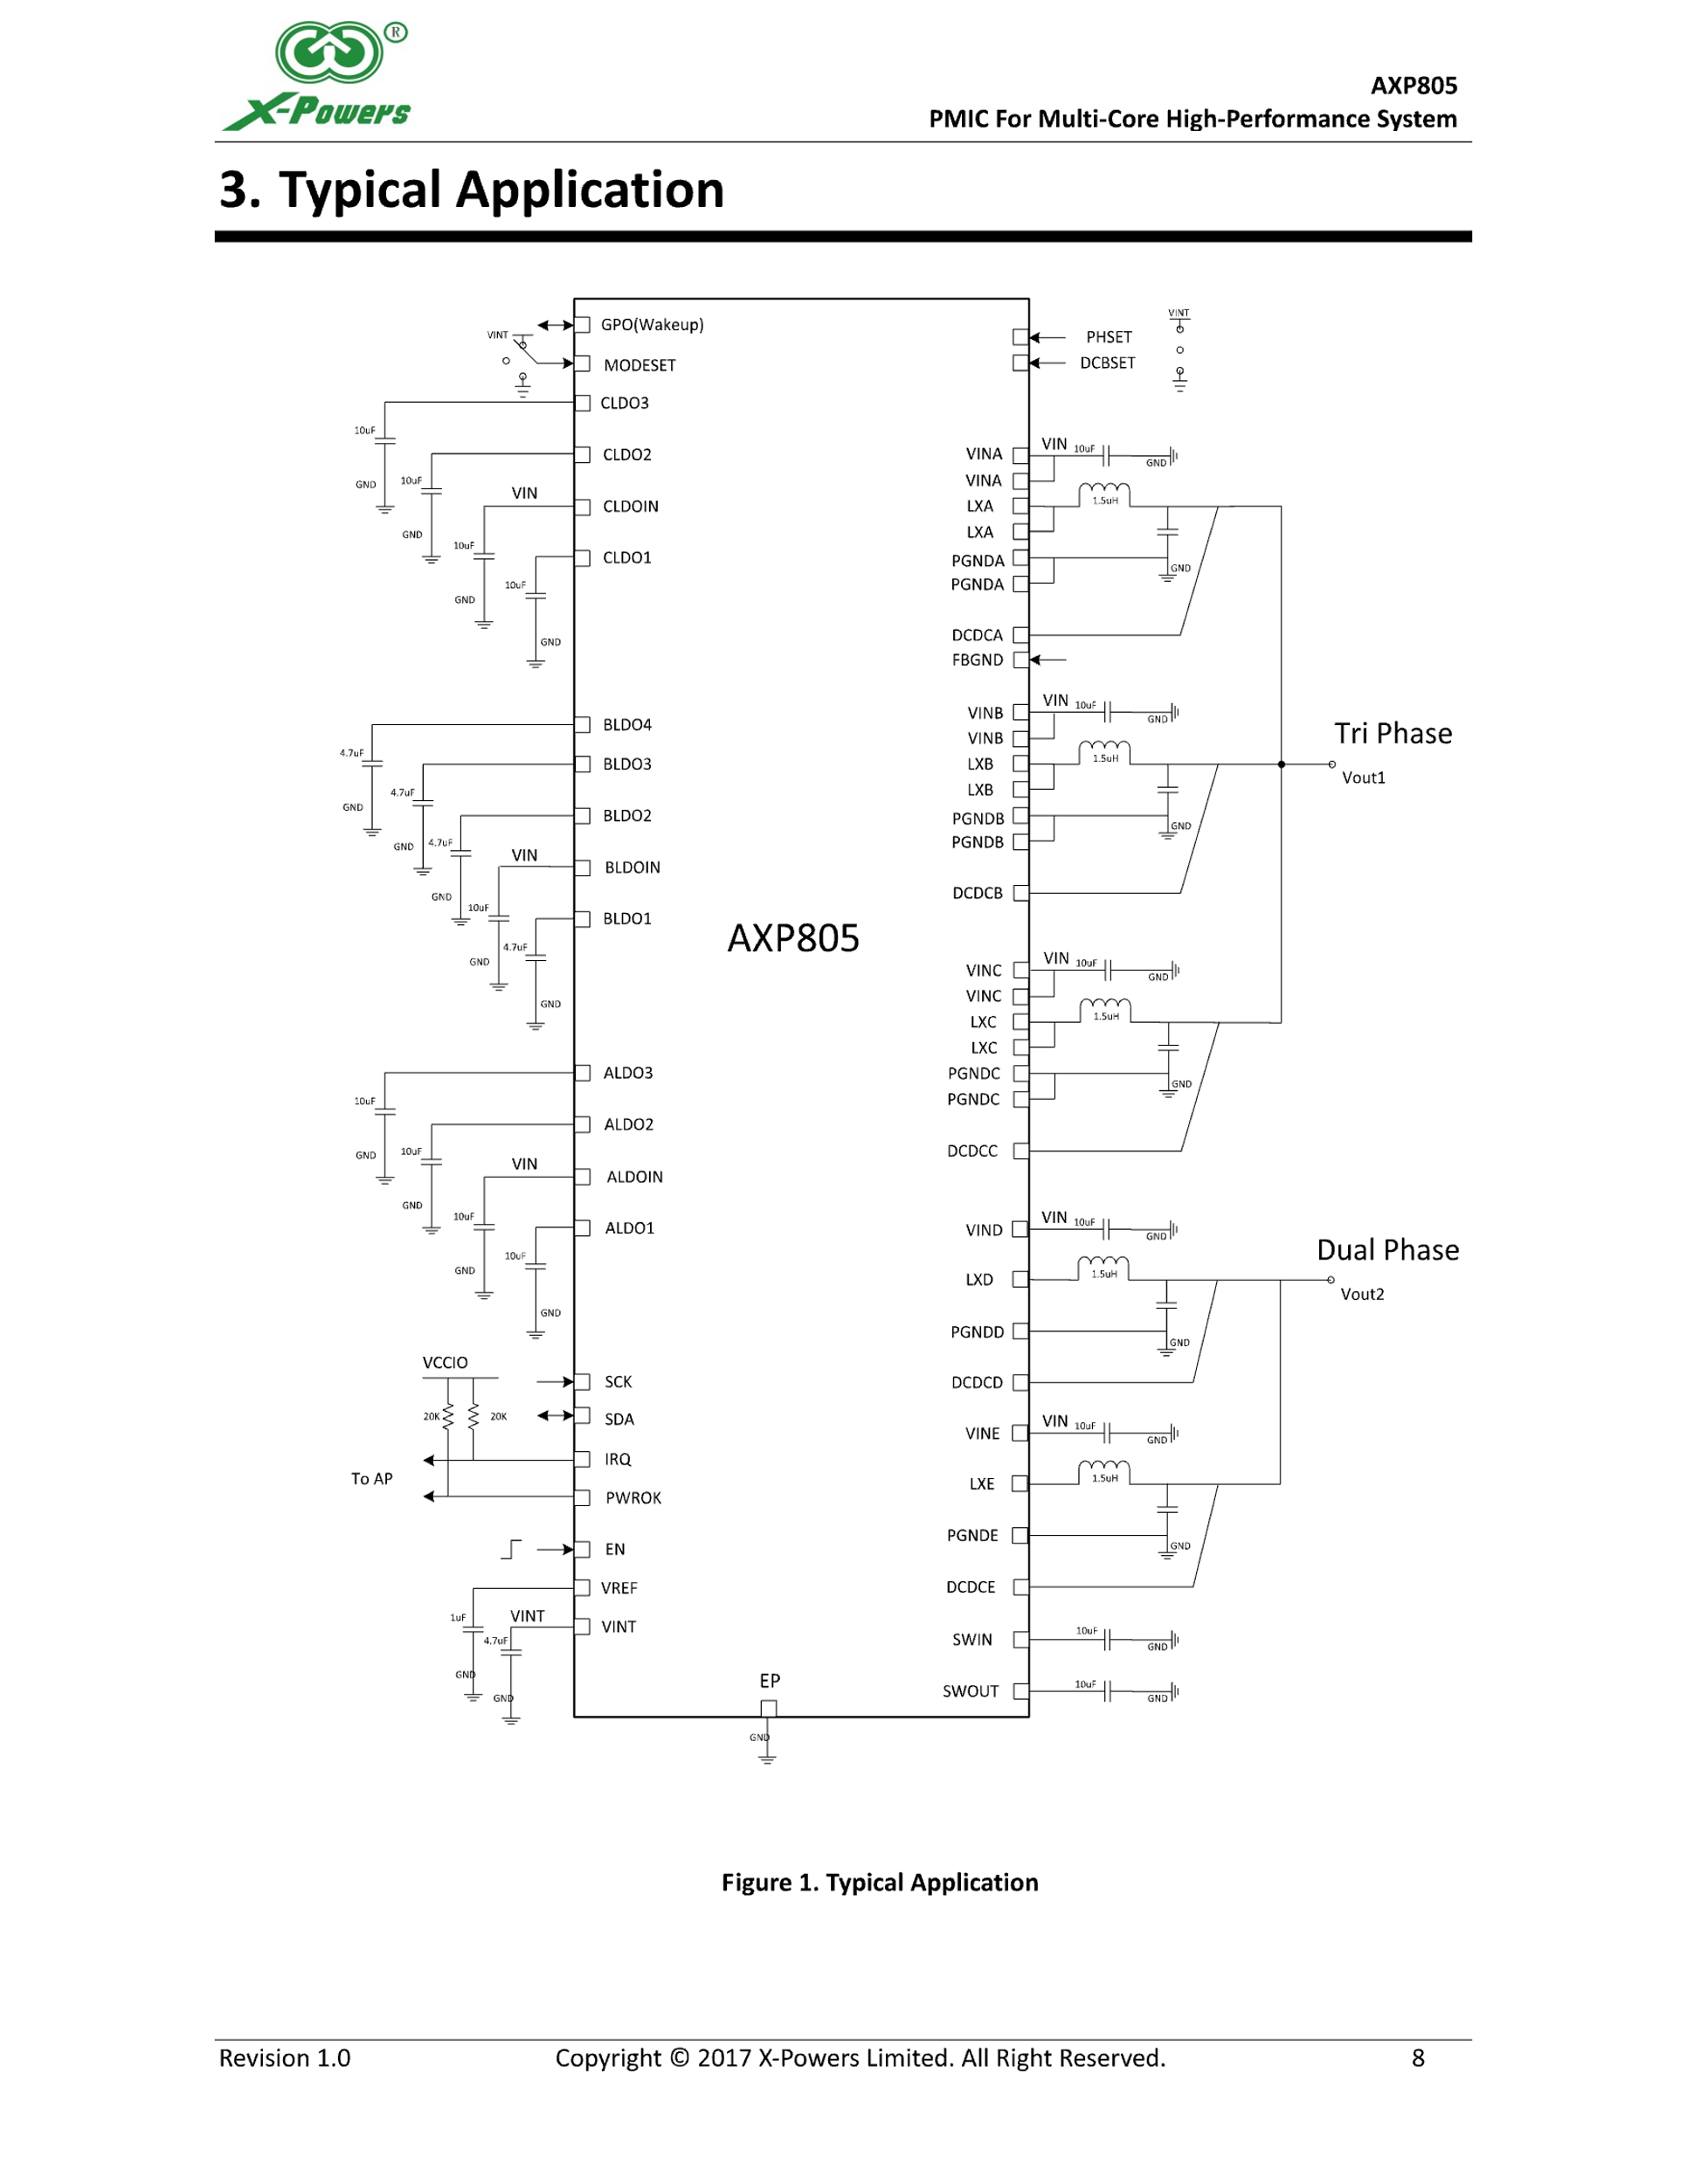 X-Powers ®
AXP805
PMIC For Multi-Core High-Performance System
3. Typical Application
GPO(Wakeup)
VINT
MODESET
CLDO3
10uF
GND
CLDO2
10uF
GND
VIN
CLDOIN
10uF
GND
CLDO1
10uF
GND
BLDO4
4.7uF
GND
BLDO3
4.7uF
GND
BLDO2
4.7uF
GND
VIN
BLDOIN
10uF
GND
BLDO1
4.7uF
GND
ALDO3
10uF
GND
ALDO2
10uF
GND
VIN
ALDOIN
10uF
GND
ALDO1
10uF
GND
VCCIO
20K
20K
SCK
SDA
IRQ
To AP
PWROK
EN
VREF
1uF
GND
VINT
VINT
4.7uF
GND
AXP805
EP
GND
PHSET
DCBSET
VINT
VINA
VIN
10uF
GND
VINA
LXA
1.5uH
LXA
PGNDA
GND
PGNDA
DCDCA
FBGND
VINB
VIN
10uF
GND
VINB
LXB
1.5uH
LXB
PGNDB
GND
PGNDB
DCDCB
Tri Phase
Vout1
VINC
VIN
10uF
GND
VINC
LXC
1.5uH
LXC
PGNDC
GND
PGNDC
DCDCC
VIND
VIN
10uF
GND
LXD
1.5uH
PGNDD
GND
DCDCD
Dual Phase
Vout2
VINE
VIN
10uF
GND
LXE
1.5uH
PGNDE
GND
DCDCE
SWIN
10uF
GND
SWOUT
10uF
GND
Figure 1. Typical Application
Revision 1.0
Copyright © 2017 X-Powers Limited. All Right Reserved.
8